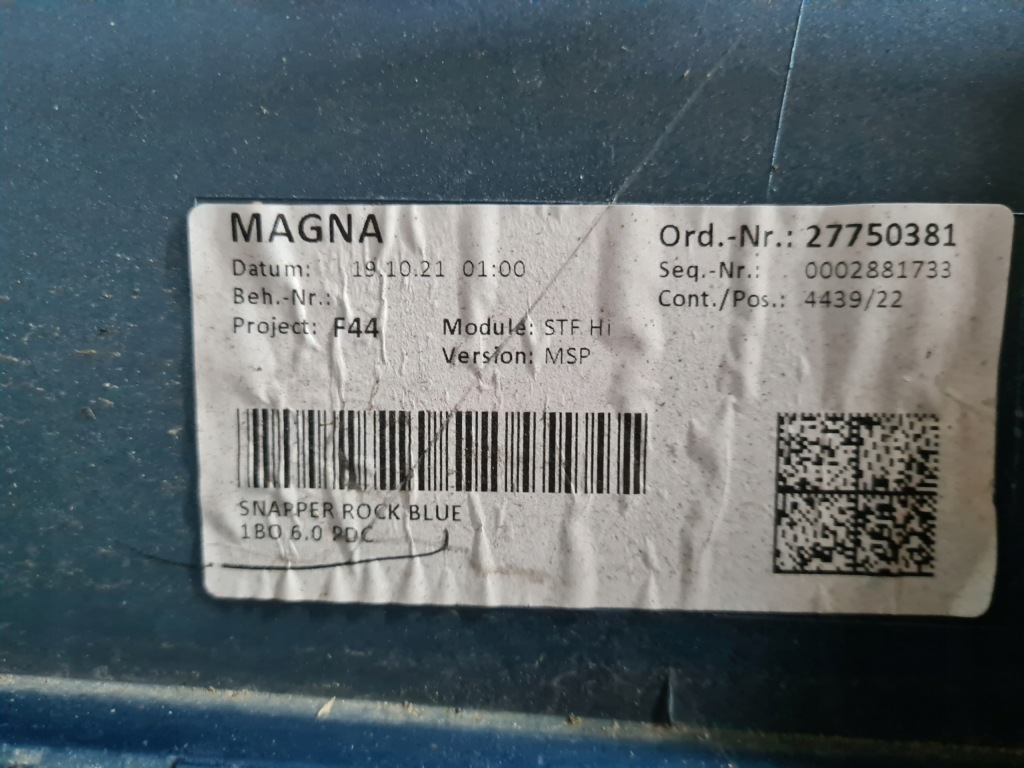 MAGNA
Datum: 19.10.21 01:00
Beh.-Nr.:
Project: F44
Module: STF Hi
Version: MSP
Ord.-Nr.: 27750381
Seq.-Nr.: 0002881733
Cont./Pos.: 4439/22
SNAPPER ROCK BLUE
1BO 6.0 PDC